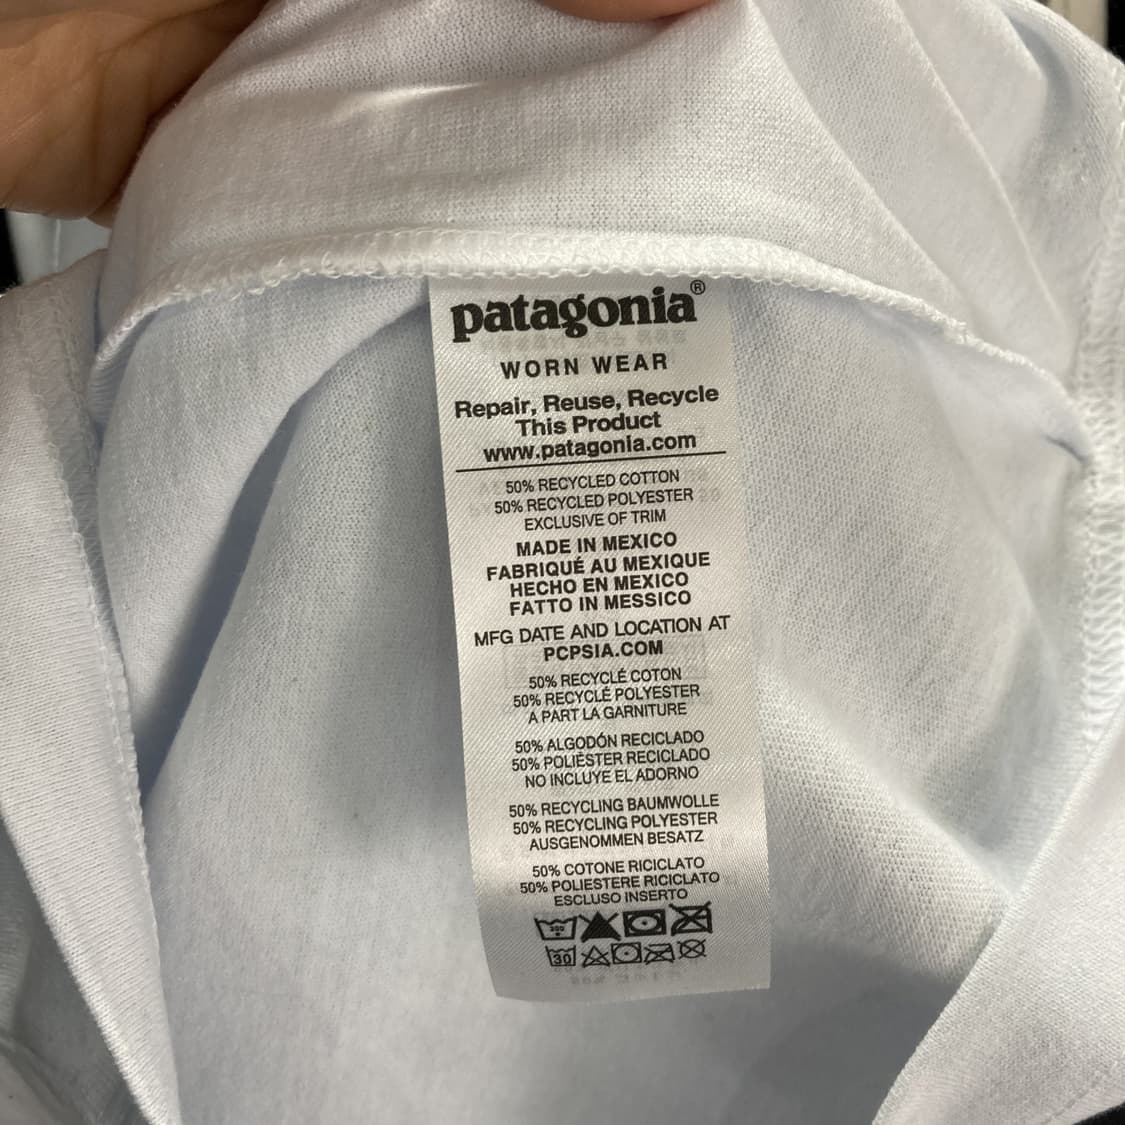 patagonia®
WORN WEAR
Repair, Reuse, Recycle
This Product
www.patagonia.com
50% RECYCLED COTTON
50% RECYCLED POLYESTER
EXCLUSIVE OF TRIM
MADE IN MEXICO
FABRIQUÉ AU MEXIQUE
HECHO EN MEXICO
FATTO IN MESSICO
MFG DATE AND LOCATION AT
PCPSIA.COM
50% RECYCLÉ COTON
50% RECYCLÉ POLYESTER
A PART LA GARNITURE
50% ALGODÓN RECICLADO
50% POLIÉSTER RECICLADO
NO INCLUYE EL ADORNO
50% RECYCLING BAUMWOLLE
50% RECYCLING POLYESTER
AUSGENOMMEN BESATZ
50% COTONE RICICLATO
50% POLIESTERE RICICLATO
ESCLUSO INSERTO
30